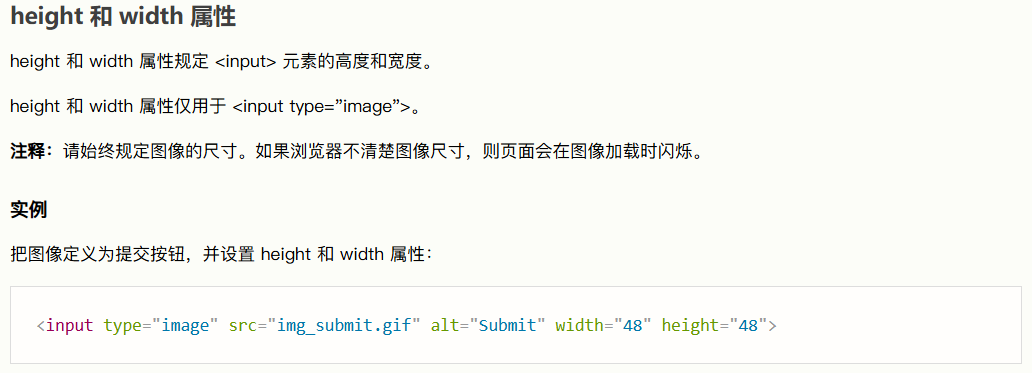 height 和 width 属性
height 和 width 属性规定 <input> 元素的高度和宽度。
height 和 width 属性仅用于 <input type=”image”>。
注释：请始终规定图像的尺寸。如果浏览器不清楚图像尺寸，则页面会在图像加载时闪烁。
实例
把图像定义为提交按钮，并设置 height 和 width 属性：
<input type="image" src="img_submit.gif" alt="Submit" width="48" height="48">